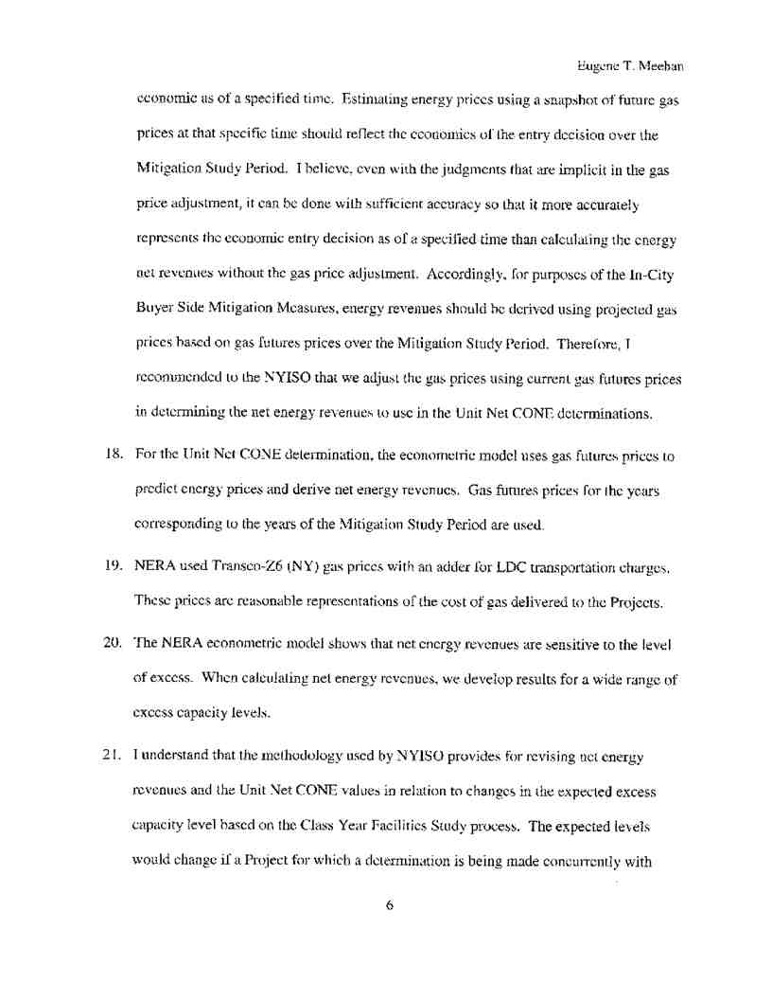 Eugene T. Meehan
economic as of a specified time. Estimating energy prices using a snapshot of future gas
prices at that specific time should reflect the economics of the entry decision over the
Mitigation Study Period. I believe, even with the judgments that are implicit in the gas
price adjustment, it can be done with sufficient accuracy so that it more accurately
represents the economic entry decision as of a specified time than calculating the energy
net revenues without the gas price adjustment. Accordingly, for purposes of the In-City
Buyer Side Mitigation Measures, energy revenues should be derived using projected gas
prices based on gas futures prices over the Mitigation Study Period. Therefore, I
recommended to the NYISO that we adjust the gas prices using current gas futures prices
in determining the net energy revenues to use in the Unit Net CONE determinations.
18. For the Unit Net CONE determination, the econometric model uses gas futures prices to
predict energy prices and derive net energy revenues. Gas futures prices for the years
corresponding to the years of the Mitigation Study Period are used.
19. NERA used Transco-Z6 (NY) gas prices with an adder for LDC transportation charges.
These prices are reasonable representations of the cost of gas delivered to the Projects.
20. The NERA econometric model shows that net energy revenues are sensitive to the level
of excess. When calculating net energy revenues, we develop results for a wide range of
excess capacity levels.
21. I understand that the methodology used by NYISO provides for revising net energy
revenues and the Unit Net CONE values in relation to changes in the expected excess
capacity level based on the Class Year Facilities Study process. The expected levels
would change if a Project for which a determination is being made concurrently with
6